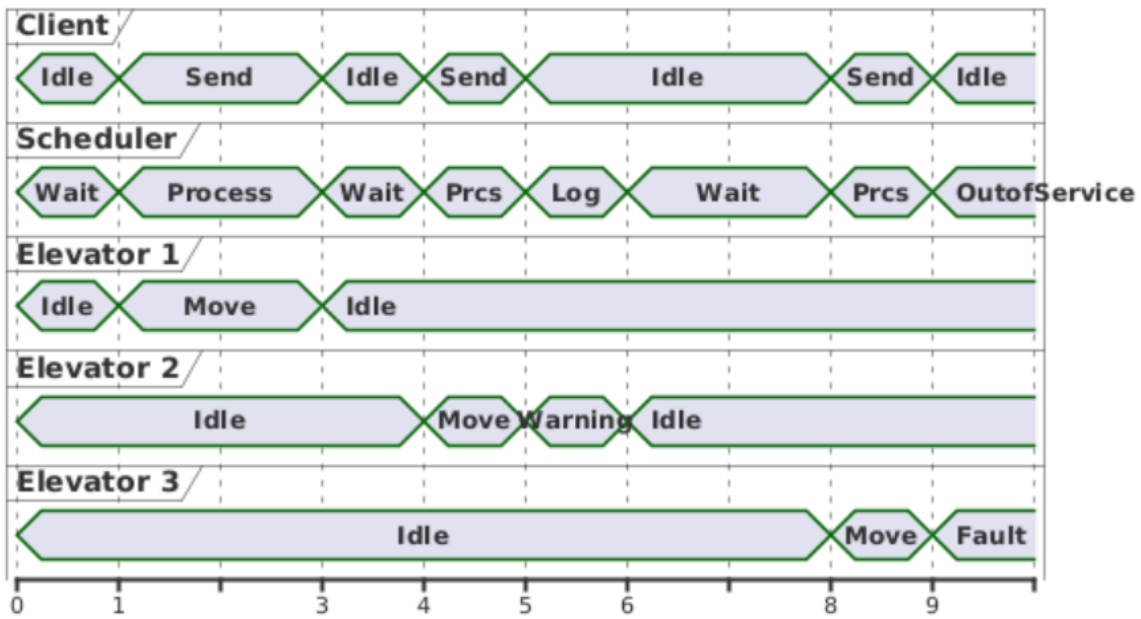 Client
Idle Send Idle Send Idle Send Idle
Scheduler
Wait Process Wait Prcs Log Wait Prcs OutofService
Elevator 1
Idle Move Idle
Elevator 2
Idle Move Warning Idle
Elevator 3
Idle Move Fault
0 1 3 4 5 6 8 9